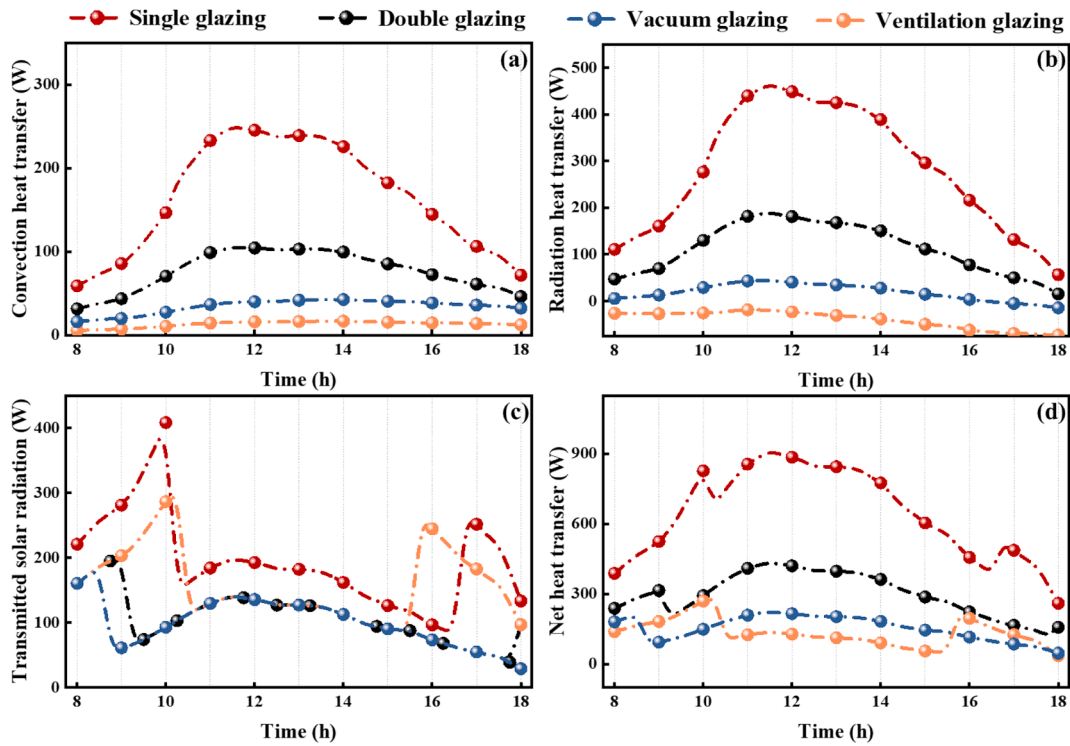 Single glazing Double glazing Vacuum glazing Ventilation glazing
(a)
Convection heat transfer (W)
300
200
100
0
8 10 12 14 16 18
Time (h)
(b)
Radiation heat transfer (W)
500
400
300
200
100
0
8 10 12 14 16 18
Time (h)
(c)
Transmitted solar radiation (W)
400
300
200
100
0
8 10 12 14 16 18
Time (h)
(d)
Net heat transfer (W)
900
600
300
0
8 10 12 14 16 18
Time (h)